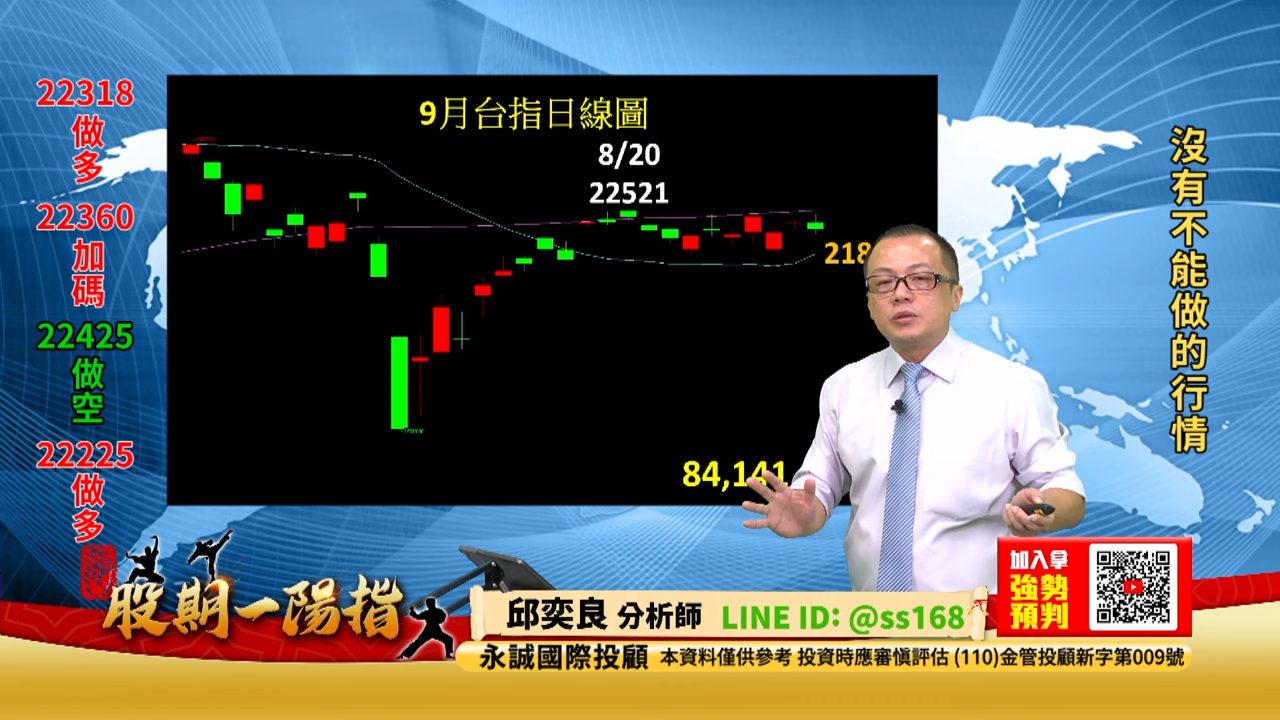 22318
做多
22360
加碼
22425
做空
22225
做多
9月台指日線圖
8/20
22521
218
84,141
沒有不能做的行情
股期一陽指
邱奕良 分析師 LINE ID: @ss168
永誠國際投顧 本資料僅供參考 投資時應審慎評估 (110)金管投顧新字第009號
加入拿
強勢
預判